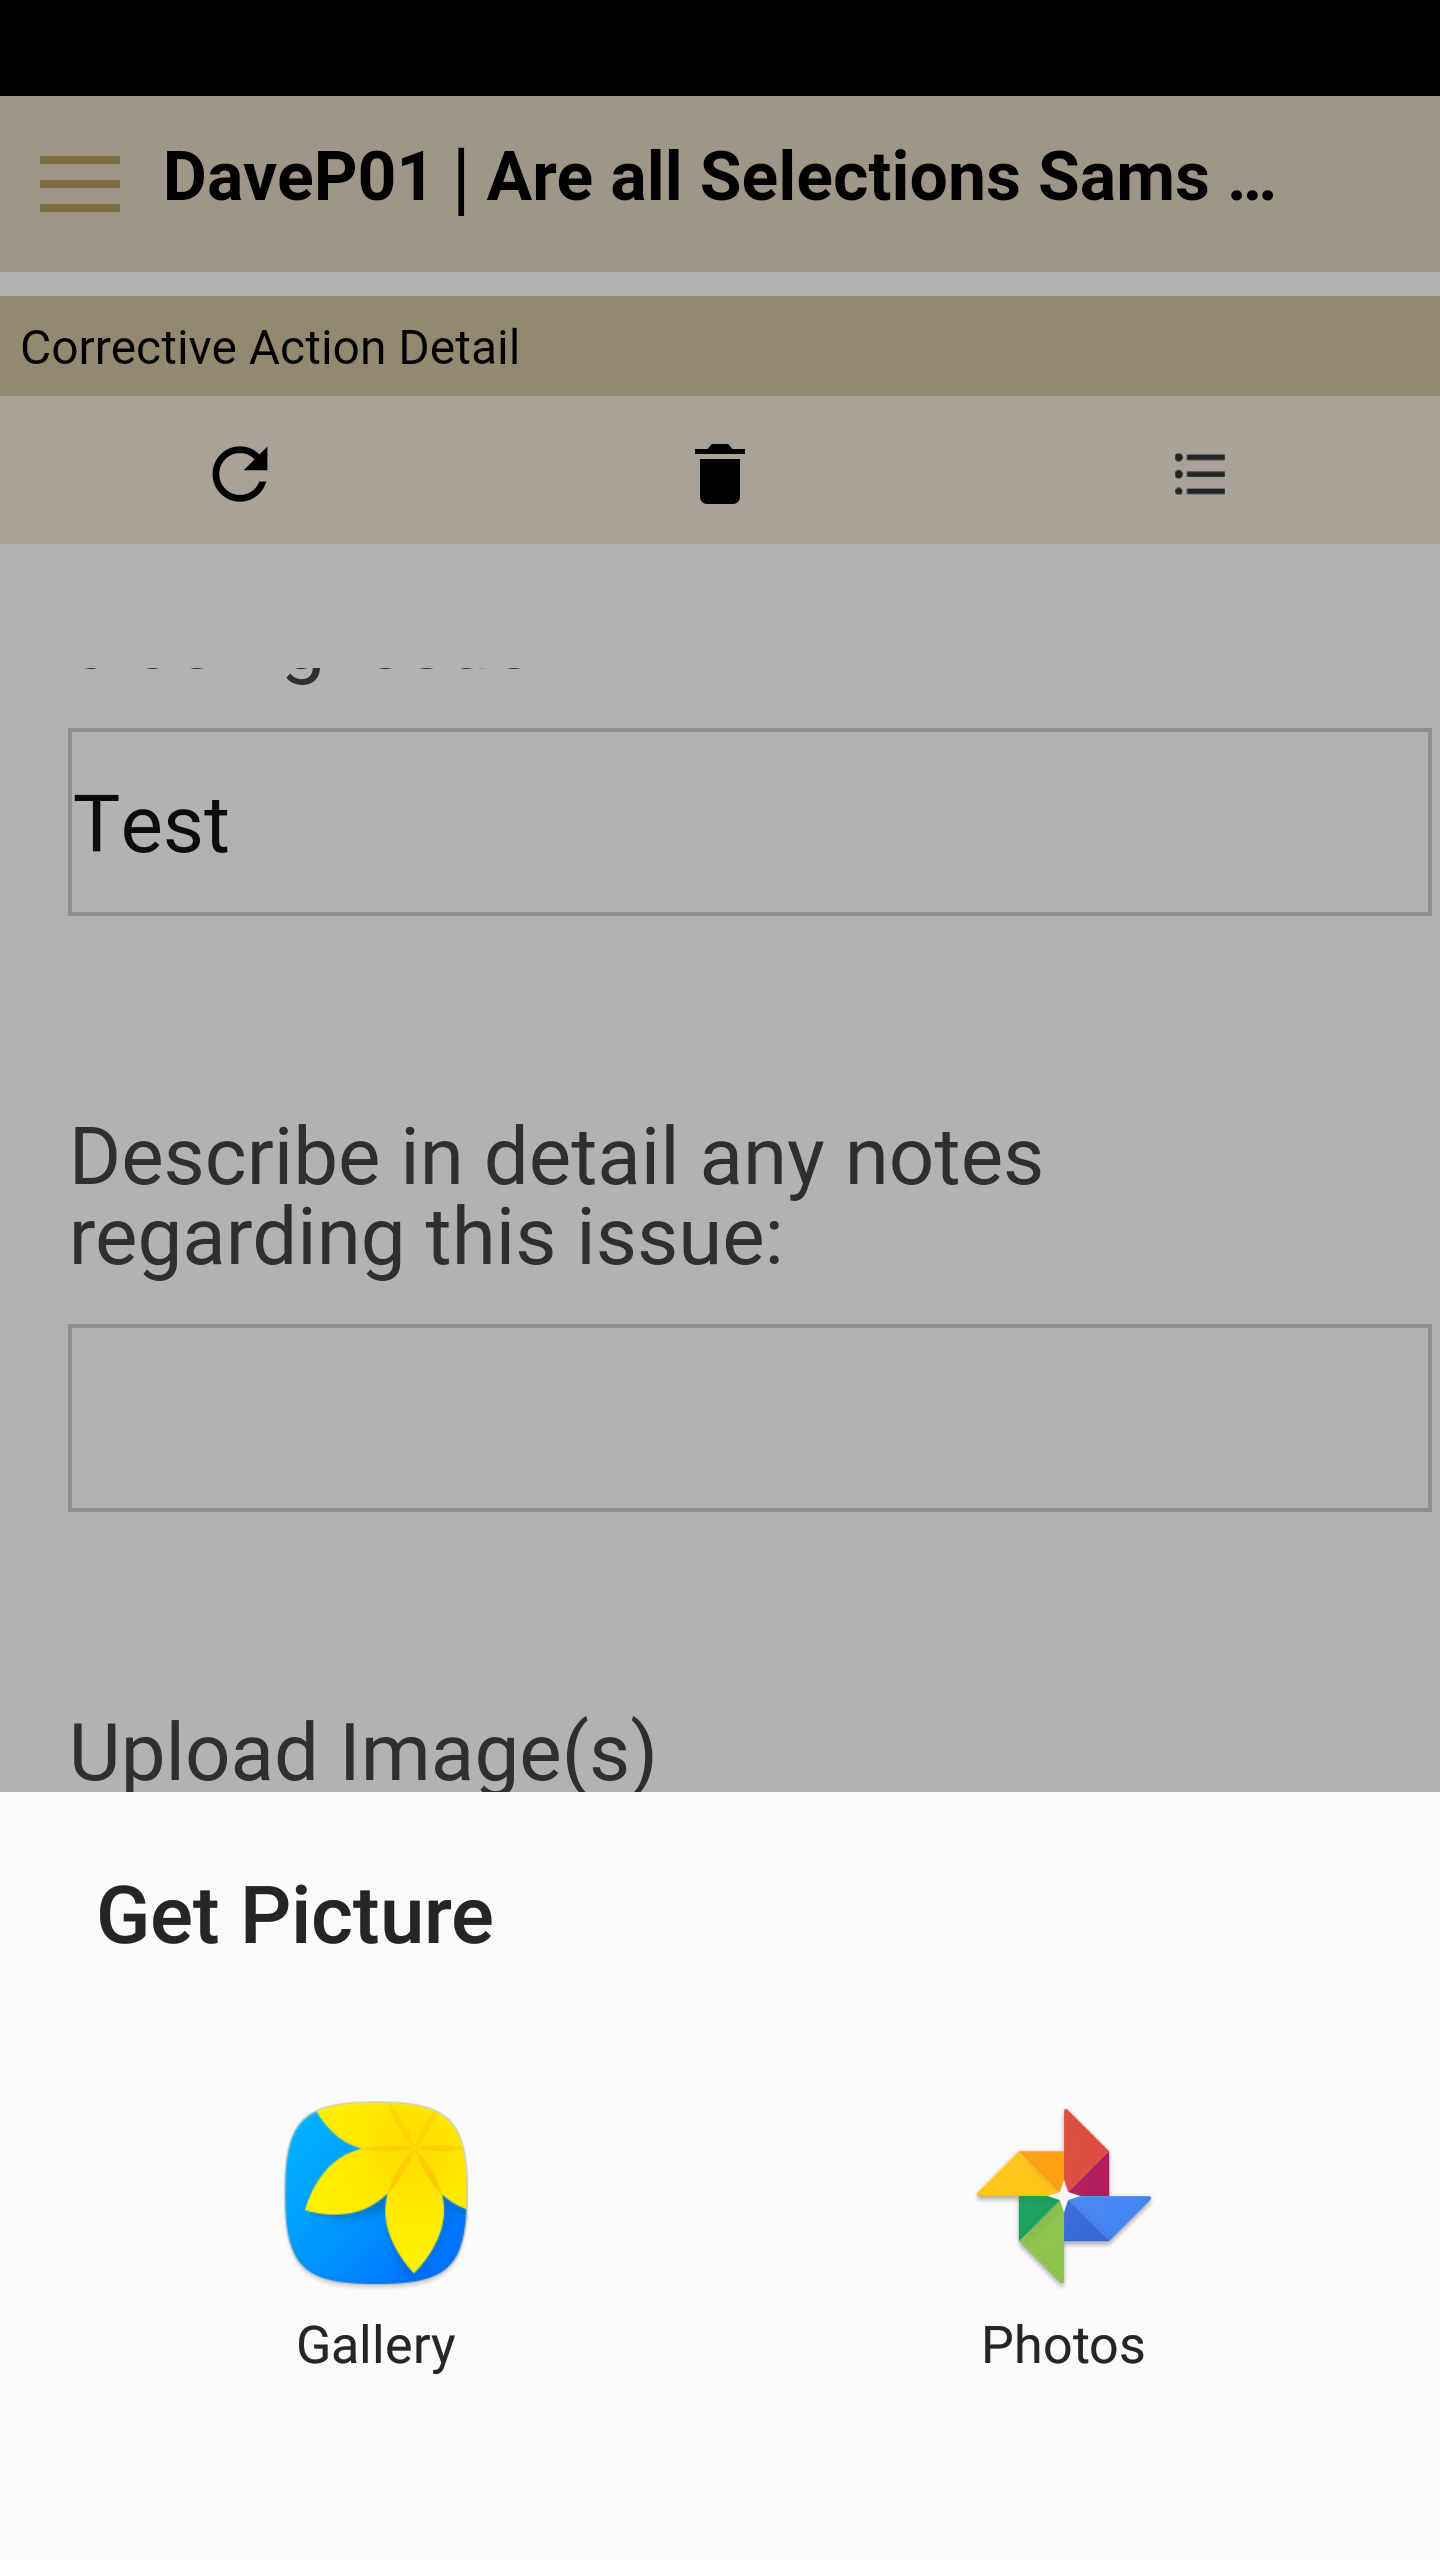 DaveP01 | Are all Selections Sams ...
Corrective Action Detail
Test
Describe in detail any notes
regarding this issue:
Upload Image(s)
Get Picture
Gallery
Photos